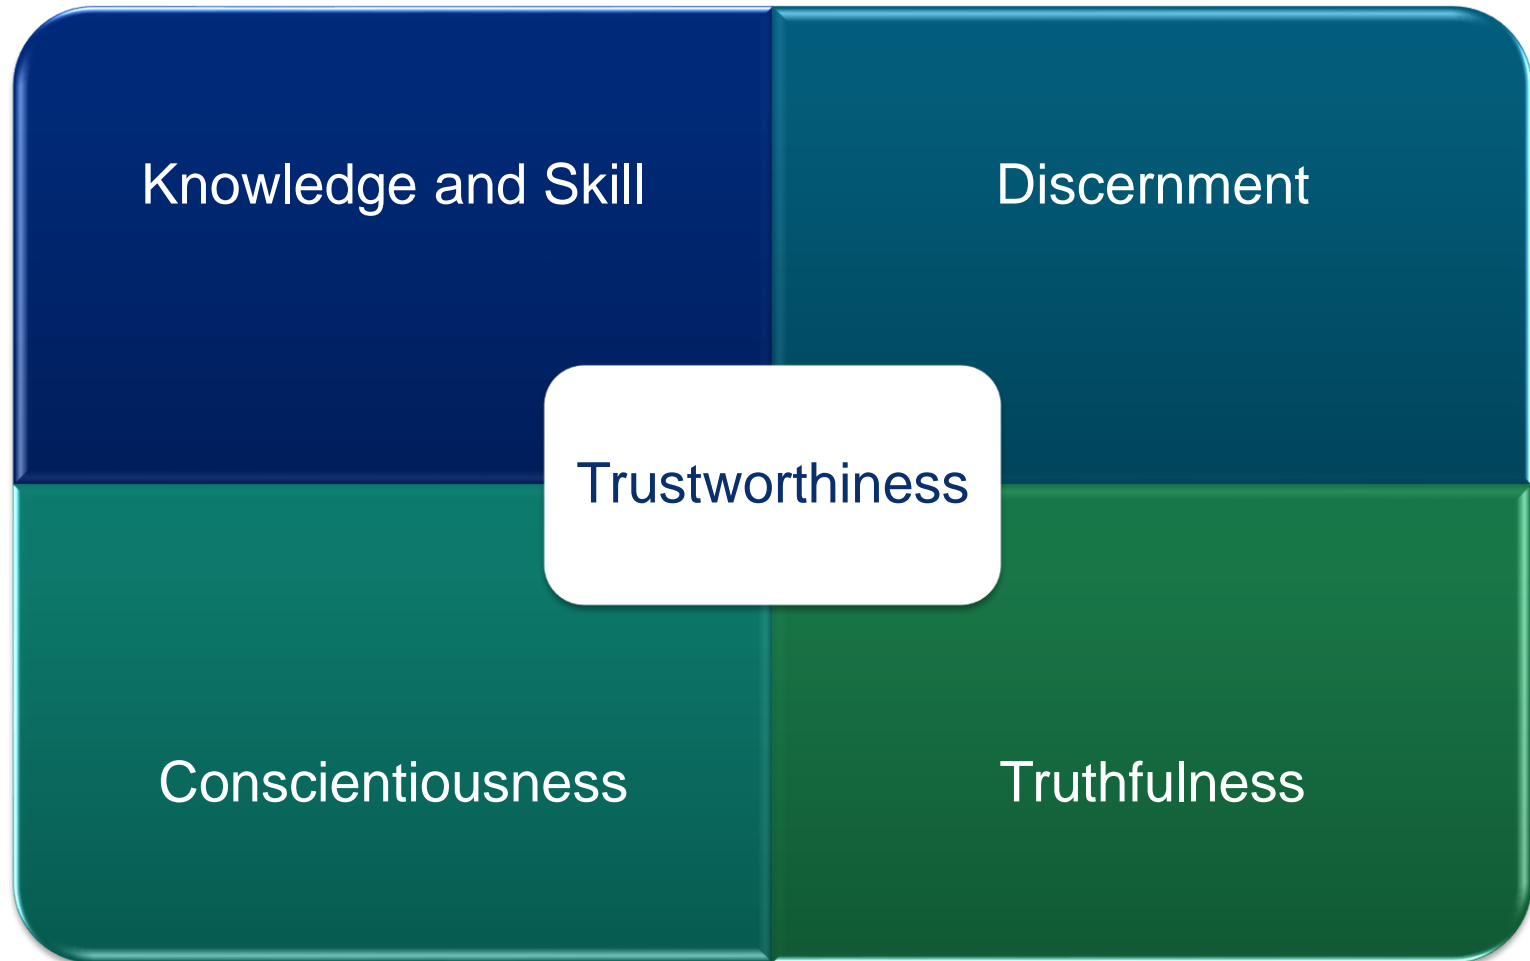 Knowledge and Skill
Discernment
Trustworthiness
Conscientiousness
Truthfulness